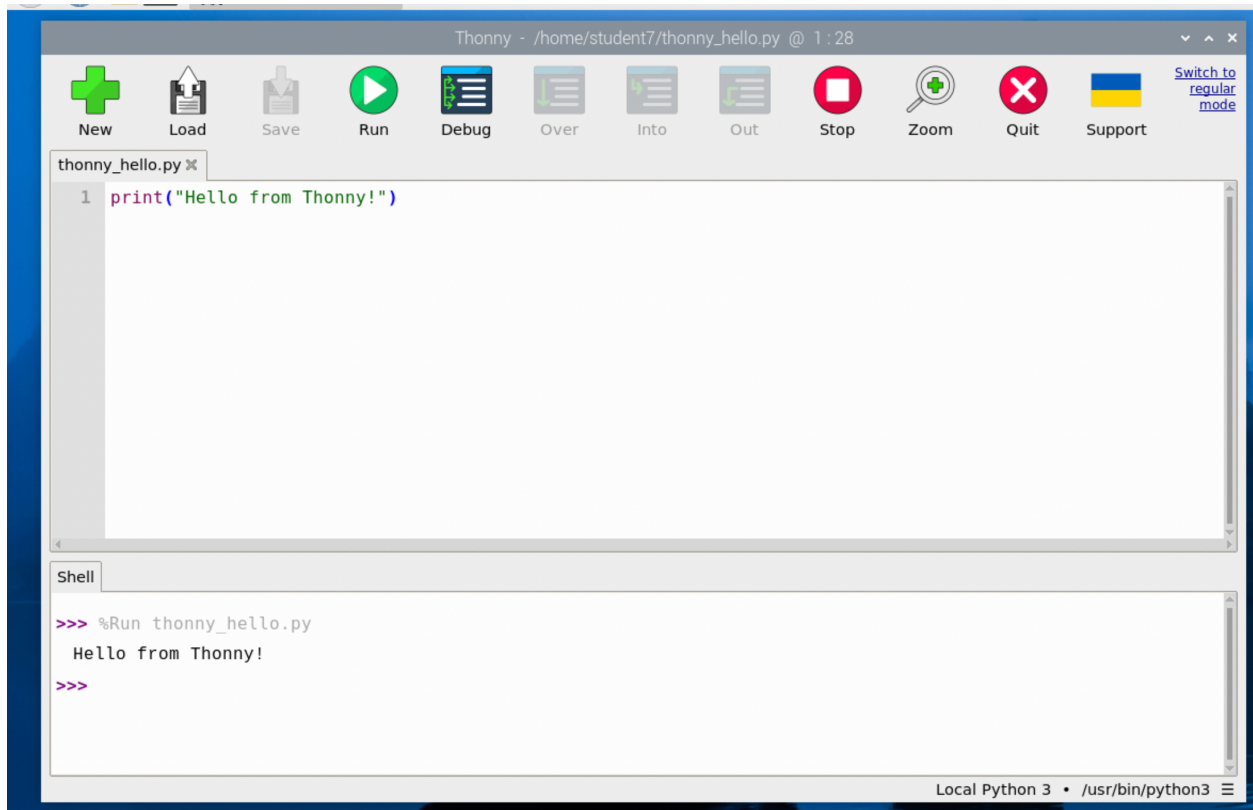 Thonny - /home/student7/thonny_hello.py @ 1:28
New Load Save Run Debug Over Into Out Stop Zoom Quit Support
Switch to
regular
mode
thonny_hello.py
1 print("Hello from Thonny!")
Shell
>>> %Run thonny_hello.py
Hello from Thonny!
>>>
Local Python 3 • /usr/bin/python3 ☰